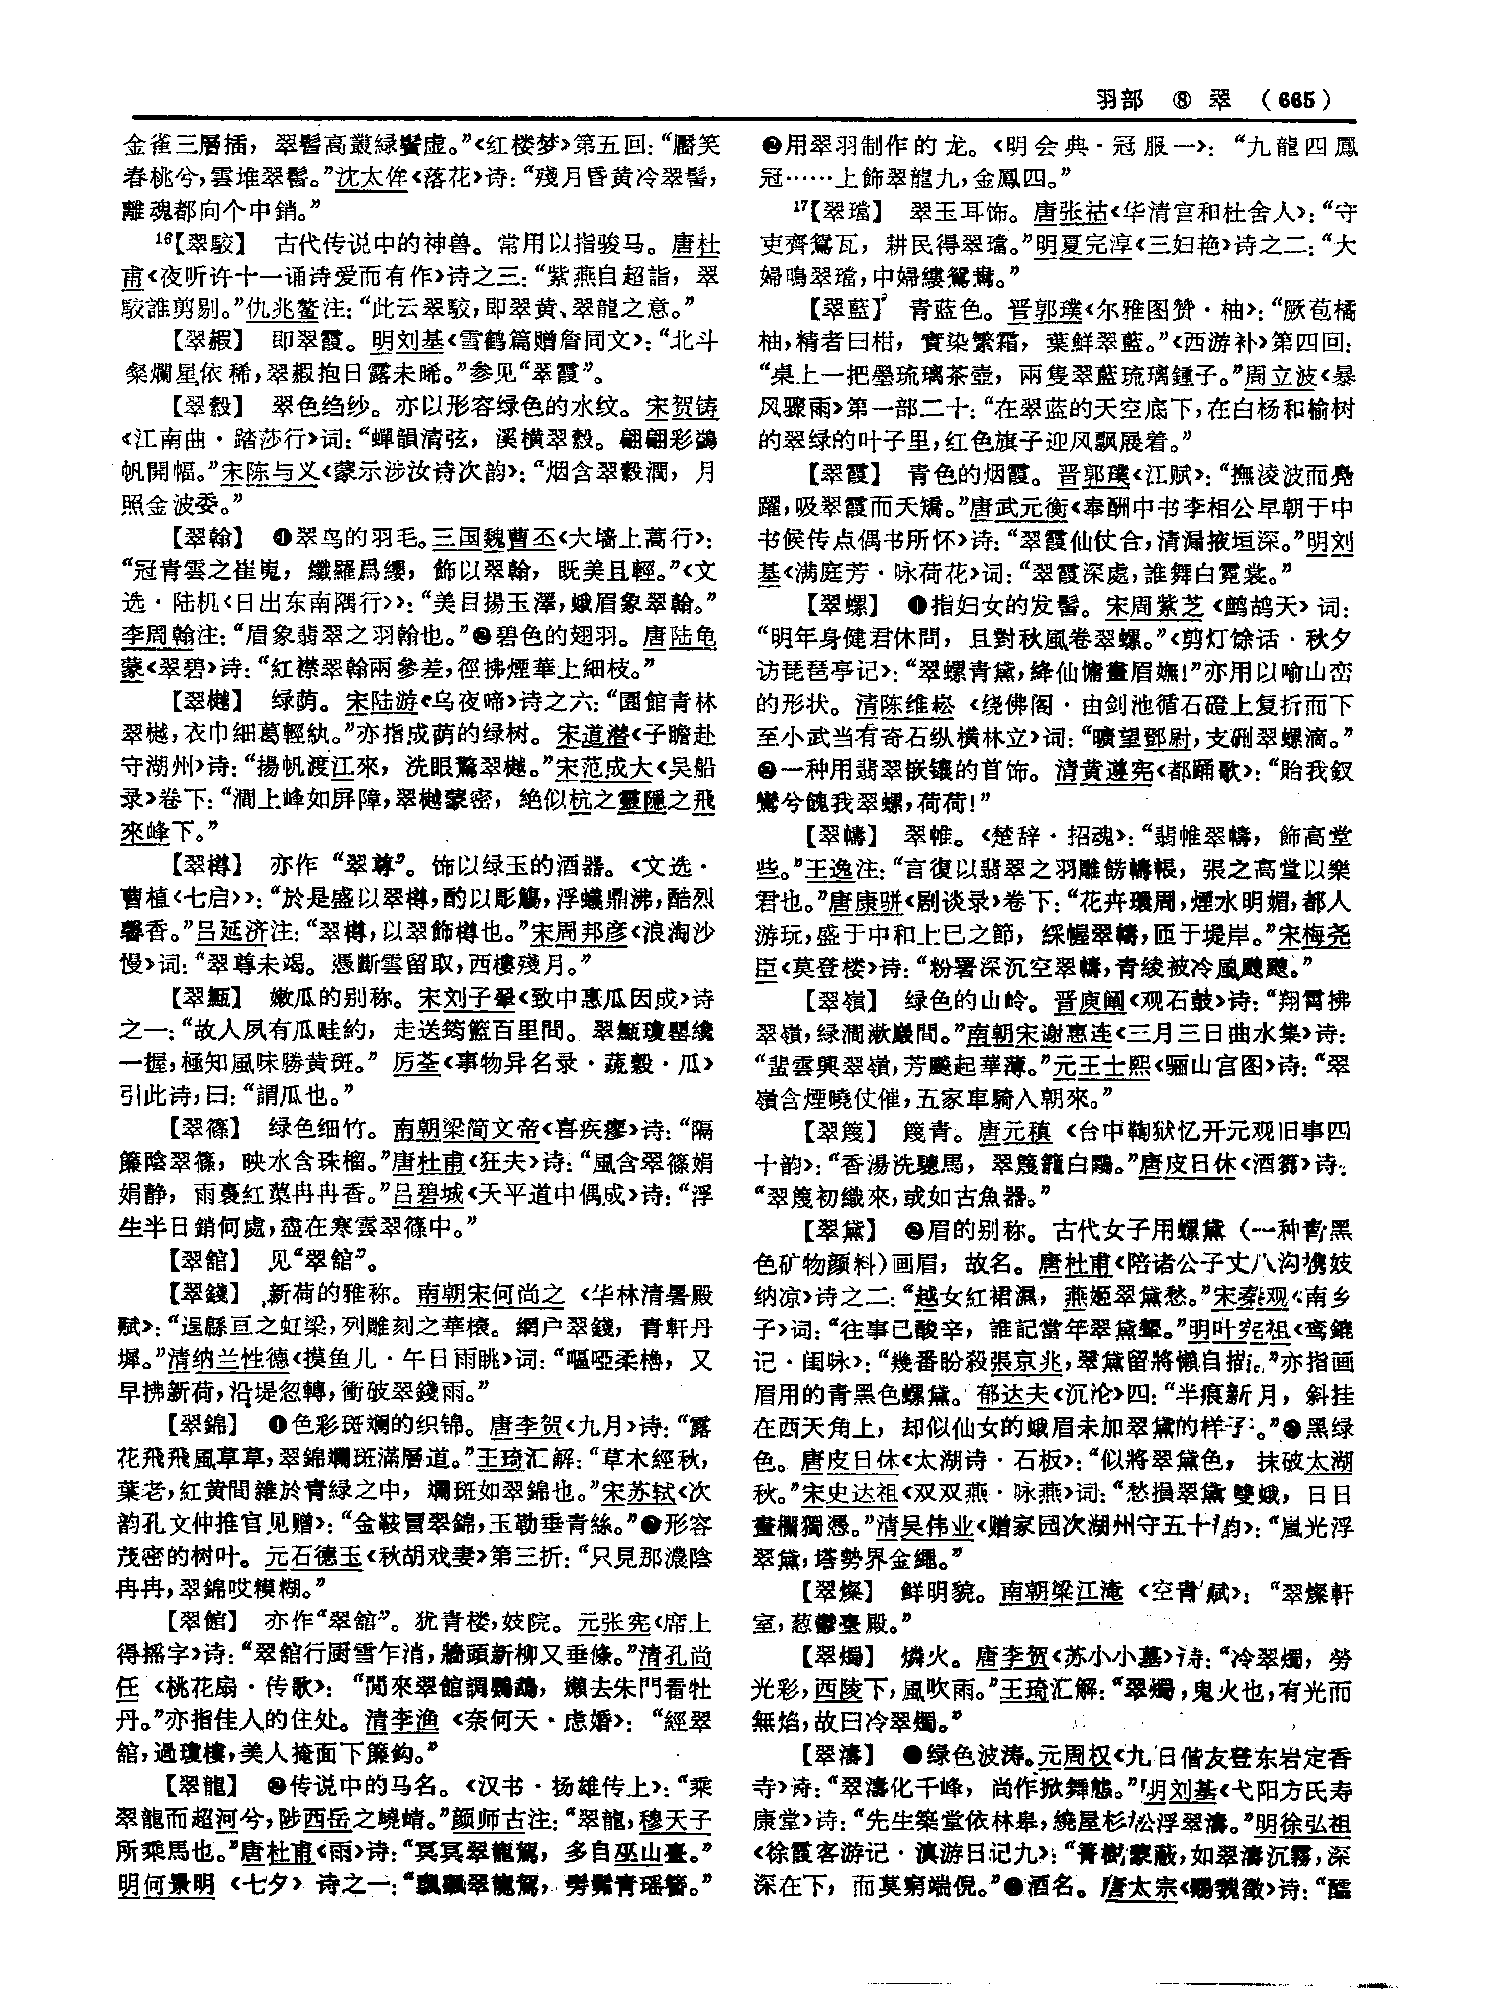 羽部 ⑧ 翠 (665)
金雀三層插，翠髻高叢緑鬢虚。”《红楼梦》第五回：“靨笑
春桃兮，雲堆翠髻。”沈太侔《落花》诗：“殘月昏黄冷翠髻，
離魂都向个中銷。”
16【翠駮】 古代传说中的神兽。常用以指骏马。唐杜
甫《夜听许十一诵诗爱而有作》诗之三：“紫燕自超詣，翠
駮誰剪剔。”仇兆鳌注：“此云翠駮，即翠黄、翠龍之意。”
【翠赮】 即翠霞。明刘基《雪鹤篇赠詹同文》：“北斗
粲爛星依稀，翠赮抱日露未晞。”参见“翠霞”。
【翠縠】 翠色绉纱。亦以形容绿色的水纹。宋贺铸
《江南曲·踏莎行》词：“蟬韻清弦，溪橫翠縠。翩翩彩鷁
帆開幅。”宋陈与义《蒙示涉汝诗次韵》：“烟含翠縠潤，月
照金波委。”
【翠翰】 ❶翠鸟的羽毛。三国魏曹丕《大墙上蒿行》：
“冠青雲之崔嵬，纖羅爲纓，飾以翠翰，既美且輕。”《文
选·陆机〈日出东南隅行〉》：“美目揚玉澤，蛾眉象翠翰。”
李周翰注：“眉象翡翠之羽翰也。”❷碧色的翅羽。唐陆龟
蒙《翠碧》诗：“紅襟翠翰兩參差，徑拂煙華上細枝。”
【翠樾】 绿荫。宋陆游《乌夜啼》诗之六：“園館青林
翠樾，衣巾細葛輕紈。”亦指成荫的绿树。宋道潜《子瞻赴
守湖州》诗：“揚帆渡江來，洗眼驚翠樾。”宋范成大《吴船
录》卷下：“澗上峰如屏障，翠樾蒙密，绝似杭之靈隱之飛
來峰下。”
【翠樽】 亦作“翠尊”。饰以绿玉的酒器。《文选·
曹植〈七启〉》：“於是盛以翠樽，酌以彫觴，浮蟻鼎沸，酷烈
馨香。”吕延济注：“翠樽，以翠飾樽也。”宋周邦彦《浪淘沙
慢》词：“翠尊未竭。憑斷雲留取，西樓殘月。”
【翠甎】 嫩瓜的别称。宋刘子翚《致中惠瓜因成》诗
之一：“故人夙有瓜畦約，走送筠籃百里間。翠甎瓊罌纔
一握，極知風味勝黄斑。” 厉荃《事物异名录·蔬穀·瓜》
引此诗，曰：“謂瓜也。”
【翠篠】 绿色细竹。南朝梁简文帝《喜疾瘳》诗：“隔
簾陰翠篠，映水含珠榴。”唐杜甫《狂夫》诗：“風含翠篠娟
娟静，雨裛紅蕖冉冉香。”吕碧城《天平道中偶成》诗：“浮
生半日銷何處，盡在寒雲翠篠中。”
【翠舘】 见“翠館”。
【翠錢】 新荷的雅称。南朝宋何尚之《华林清暑殿
赋》：“逞緜亘之虹梁，列雕刻之華榱。網户翠錢，青軒丹
墀。”清纳兰性德《摸鱼儿·午日雨眺》词：“嘔啞柔櫓，又
早拂新荷，沿堤忽轉，衝破翠錢雨。”
【翠錦】 ❶色彩斑斓的织锦。唐李贺《九月》诗：“露
花飛飛風草草，翠錦斕斑滿層道。”王琦汇解：“草木經秋，
葉老，紅黄間雜於青緑之中，斕斑如翠錦也。”宋苏轼《次
韵孔文仲推官见赠》：“金鞍冒翠錦，玉勒垂青絲。”❷形容
茂密的树叶。元石德玉《秋胡戏妻》第三折：“只見那濃陰
冉冉，翠錦哎模糊。”
【翠館】 亦作“翠舘”。犹青楼，妓院。元张宪《席上
得摇字》诗：“翠舘行厨雪乍消，牆頭新柳又垂條。”清孔尚
任《桃花扇·传歌》：“閒來翠館調鸚鵡，懶去朱門看牡
丹。”亦指佳人的住处。清李渔《奈何天·虑婚》：“經翠
舘，過瓊樓，美人掩面下簾鈎。”
【翠龍】 ❶传说中的马名。《汉书·扬雄传上》：“乘
翠龍而超河兮，陟西岳之嶢崝。”颜师古注：“翠龍，穆天子
所乘馬也。”唐杜甫《雨》诗：“冥冥翠龍駕，多自巫山臺。”
明何景明《七夕》诗之一：“飄飄翠龍駕，髣髴青瑶簪。”
❷用翠羽制作的龙。《明会典·冠服一》：“九龍四鳳
冠……上飾翠龍九，金鳳四。”
17【翠璫】 翠玉耳饰。唐张祜《华清宫和杜舍人》：“守
吏齊鴛瓦，耕民得翠璫。”明夏完淳《三妇艳》诗之二：“大
婦鳴翠璫，中婦縷鴛鴦。”
【翠藍】 青蓝色。晋郭璞《尔雅图赞·柚》：“厥苞橘
柚，精者曰柑，實染繁霜，葉鮮翠藍。”《西游补》第四回：
“桌上一把墨琉璃茶壺，兩隻翠藍琉璃鍾子。”周立波《暴
风骤雨》第一部二十：“在翠蓝的天空底下，在白杨和榆树
的翠绿的叶子里，红色旗子迎风飘展着。”
【翠霞】 青色的烟霞。晋郭璞《江赋》：“撫淩波而鳧
躍，吸翠霞而夭矯。”唐武元衡《奉酬中书李相公早朝于中
书候传点偶书所怀》诗：“翠霞仙仗合，清漏掖垣深。”明刘
基《满庭芳·咏荷花》词：“翠霞深處，誰舞白霓裳。”
【翠螺】 ❶指妇女的发髻。宋周紫芝《鹧鸪天》词：
“明年身健君休問，且對秋風卷翠螺。”《剪灯馀话·秋夕
访琵琶亭记》：“翠螺青黛，絳仙慵畫眉嫵！”亦用以喻山峦
的形状。清陈维崧《绕佛阁·由剑池循石磴上复折而下
至小武当有奇石纵横林立》词：“曠望鄧尉，支硎翠螺滴。”
❷一种用翡翠嵌镶的首饰。清黄遵宪《都踊歌》：“貽我釵
鸞兮餽我翠螺，荷荷！”
【翠幬】 翠帷。《楚辞·招魂》：“翡帷翠幬，飾高堂
些。”王逸注：“言復以翡翠之羽雕飾幬帳，張之高堂以樂
君也。”唐康骈《剧谈录》卷下：“花卉環周，煙水明媚，都人
游玩，盛于中和上巳之節，綵幄翠幬，匝于堤岸。”宋梅尧
臣《莫登楼》诗：“粉署深沉空翠幬，青綾被冷風颼颼。”
【翠嶺】 绿色的山岭。晋庾阐《观石鼓》诗：“翔霄拂
翠嶺，緑澗漱巖間。”南朝宋谢惠连《三月三日曲水集》诗：
“蜚雲興翠嶺，芳飇起華薄。”元王士熙《骊山宫图》诗：“翠
嶺含煙曉仗催，五家車騎入朝來。”
【翠篾】 篾青。唐元稹《台中鞫狱忆开元观旧事四
十韵》：“香湯洗驄馬，翠篾籠白鷴。”唐皮日休《酒篘》诗：
“翠篾初織來，或如古魚器。”
【翠黛】 ❶眉的别称。古代女子用螺黛（一种青黑
色矿物颜料）画眉，故名。唐杜甫《陪诸公子丈八沟携妓
纳凉》诗之二：“越女紅裙濕，燕姬翠黛愁。”宋秦观《南乡
子》词：“往事已酸辛，誰記當年翠黛顰。”明叶宪祖《鸾鎞
记·闺咏》：“幾番盼殺張京兆，翠黛留將懶自描。”亦指画
眉用的青黑色螺黛。郁达夫《沉沦》四：“半痕新月，斜挂
在西天角上，却似仙女的蛾眉未加翠黛的样子。”❷黑绿
色。唐皮日休《太湖诗·石板》：“似將翠黛色，抹破太湖
秋。”宋史达祖《双双燕·咏燕》词：“愁損翠黛雙蛾，日日
畫欄獨憑。”清吴伟业《赠家园次湖州守五十韵》：“嵐光浮
翠黛，塔勢界金繩。”
【翠燦】 鲜明貌。南朝梁江淹《空青赋》：“翠燦軒
室，葱鬱臺殿。”
【翠燭】 燐火。唐李贺《苏小小墓》诗：“冷翠燭，勞
光彩，西陵下，風吹雨。”王琦汇解：“翠燭，鬼火也，有光而
無焰，故曰冷翠燭。”
【翠濤】 ❶绿色波涛。元周权《九日偕友登东岩定香
寺》诗：“翠濤化千峰，尚作掀舞態。”明刘基《弋阳方氏寿
康堂》诗：“先生築堂依林皋，繞屋杉松浮翠濤。”明徐弘祖
《徐霞客游记·滇游日记九》：“菁樹蒙蔽，如翠濤沉霧，深
深在下，而莫窮端倪。”❷酒名。唐太宗《赐魏徵》诗：“醽